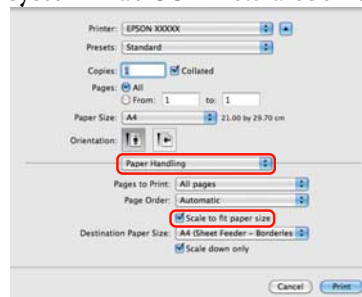 Printer: EPSON XXXXX
Presets: Standard
Copies: 1 Collated
Pages: All
From: 1 to: 1
Paper Size: A4 21.00 by 29.70 cm
Orientation:
Paper Handling
Pages to Print: All pages
Page Order: Automatic
Scale to fit paper size
Destination Paper Size: A4 (Sheet Feeder - Borderles
Scale down only
Cancel Print